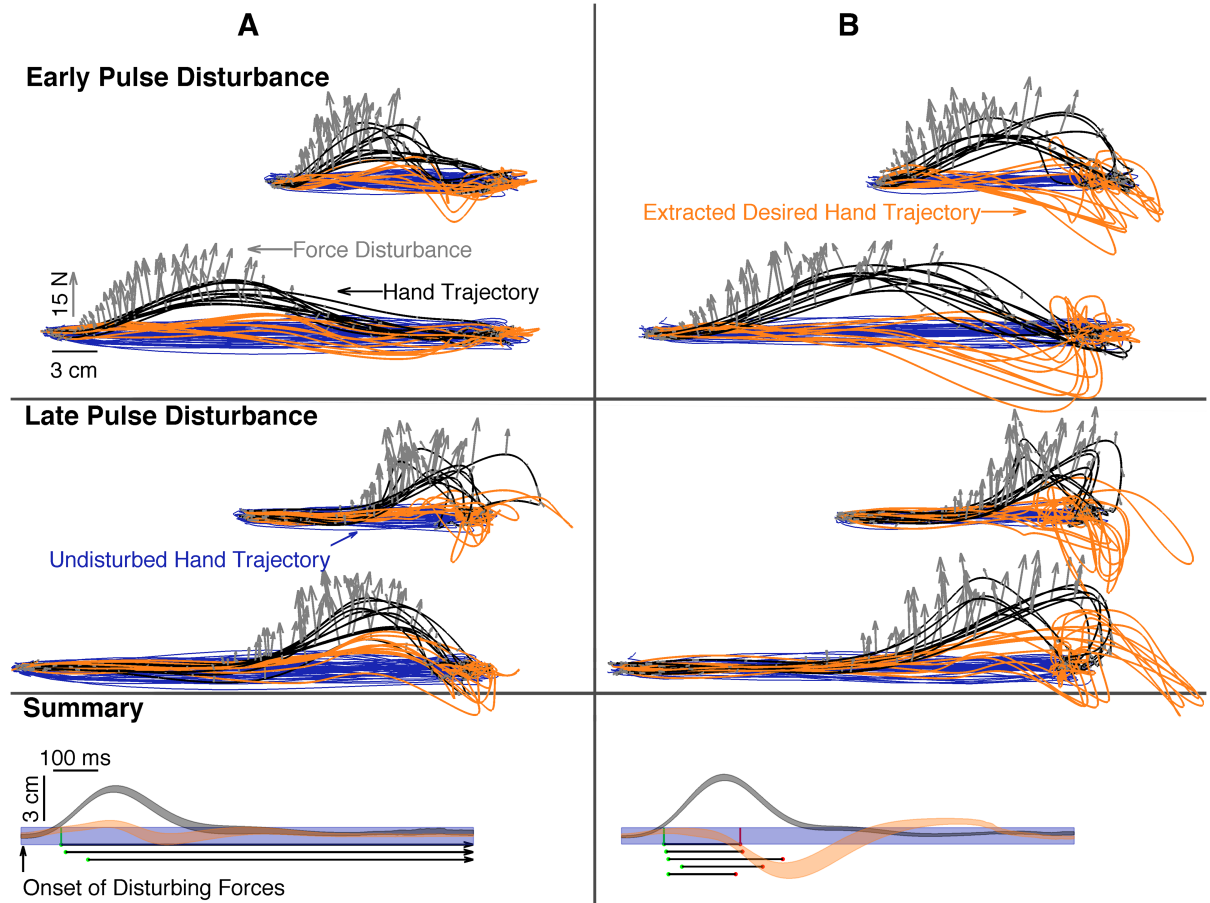 A
B
Early Pulse Disturbance
Extracted Desired Hand Trajectory
Force Disturbance
15 N
Hand Trajectory
3 cm
Late Pulse Disturbance
Undisturbed Hand Trajectory
Summary
100 ms
3 cm
Onset of Disturbing Forces